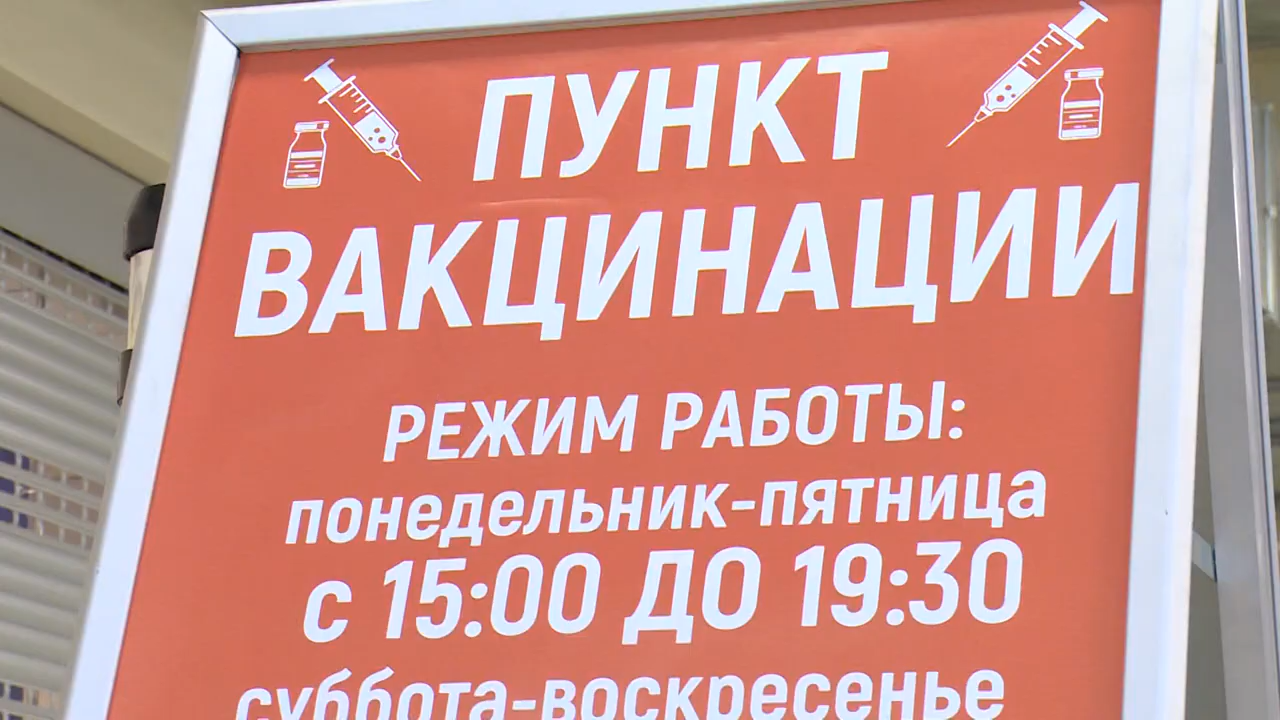 ПУНКТ
ВАКЦИНАЦИИ
РЕЖИМ РАБОТЫ:
понедельник-пятница
с 15:00 ДО 19:30
суббота-воскресенье